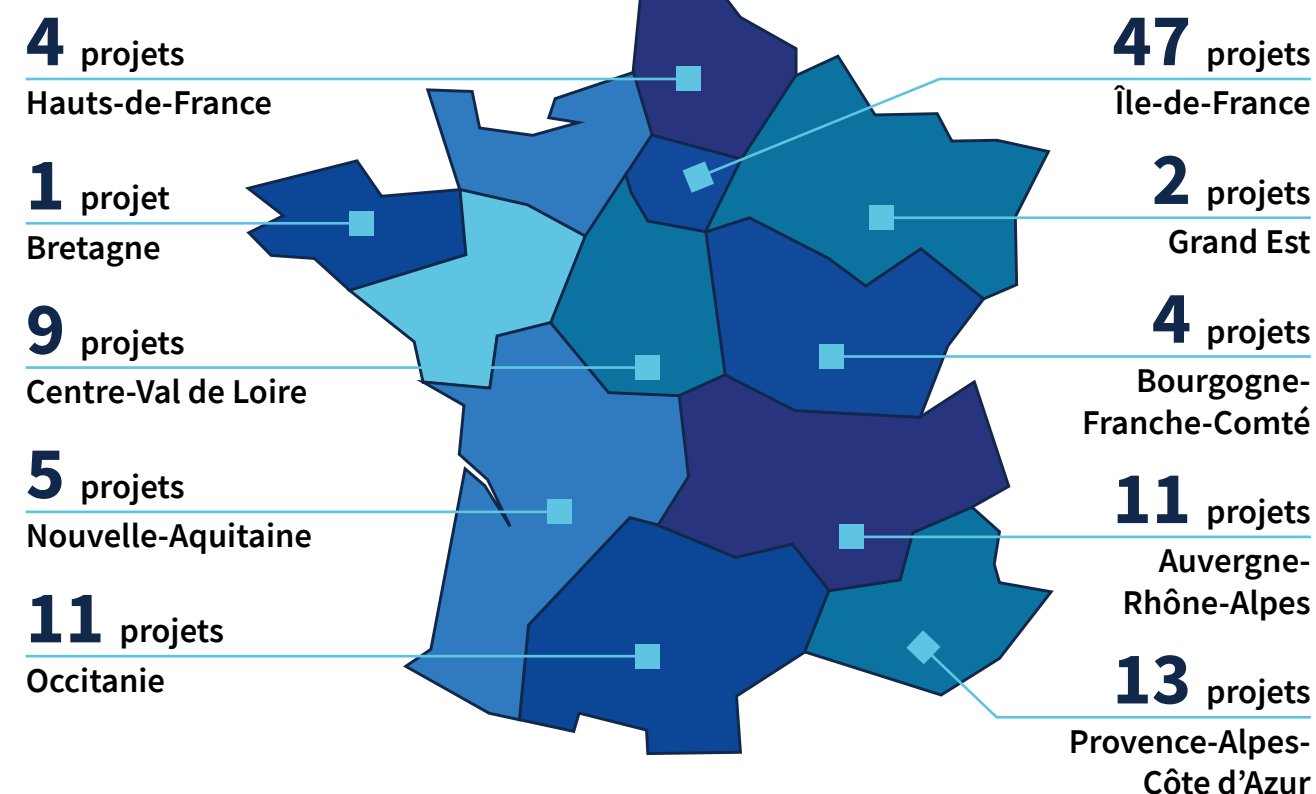 4 projets
Hauts-de-France
1 projet
Bretagne
9 projets
Centre-Val de Loire
5 projets
Nouvelle-Aquitaine
11 projets
Occitanie
47 projets
Île-de-France
2 projets
Grand Est
4 projets
Bourgogne-
Franche-Comté
11 projets
Auvergne-
Rhône-Alpes
13 projets
Provence-Alpes-
Côte d’Azur